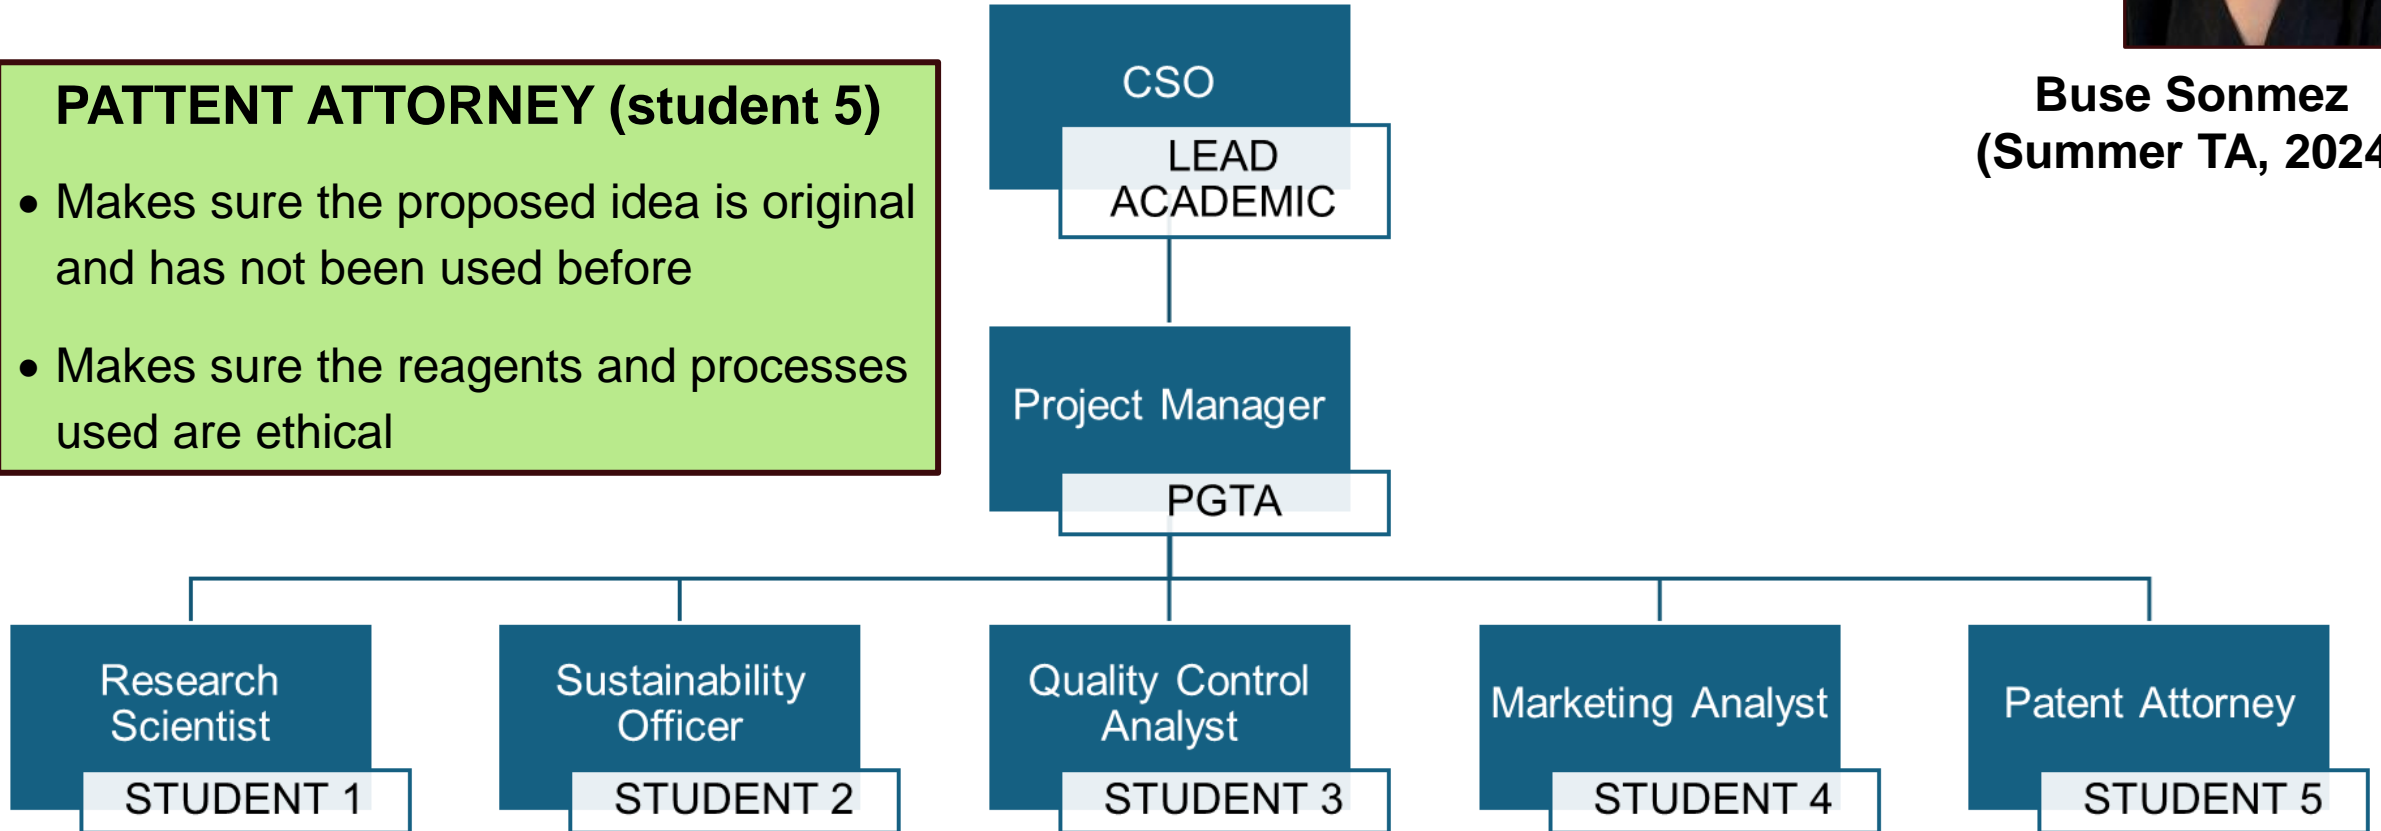 PATTENT ATTORNEY (student 5)
• Makes sure the proposed idea is original
and has not been used before
• Makes sure the reagents and processes
used are ethical
CSO
LEAD
ACADEMIC
Buse Sonmez
(Summer TA, 2024
Project Manager
PGTA
Research
Scientist
STUDENT 1
Sustainability
Officer
STUDENT 2
Quality Control
Analyst
STUDENT 3
Marketing Analyst
STUDENT 4
Patent Attorney
STUDENT 5